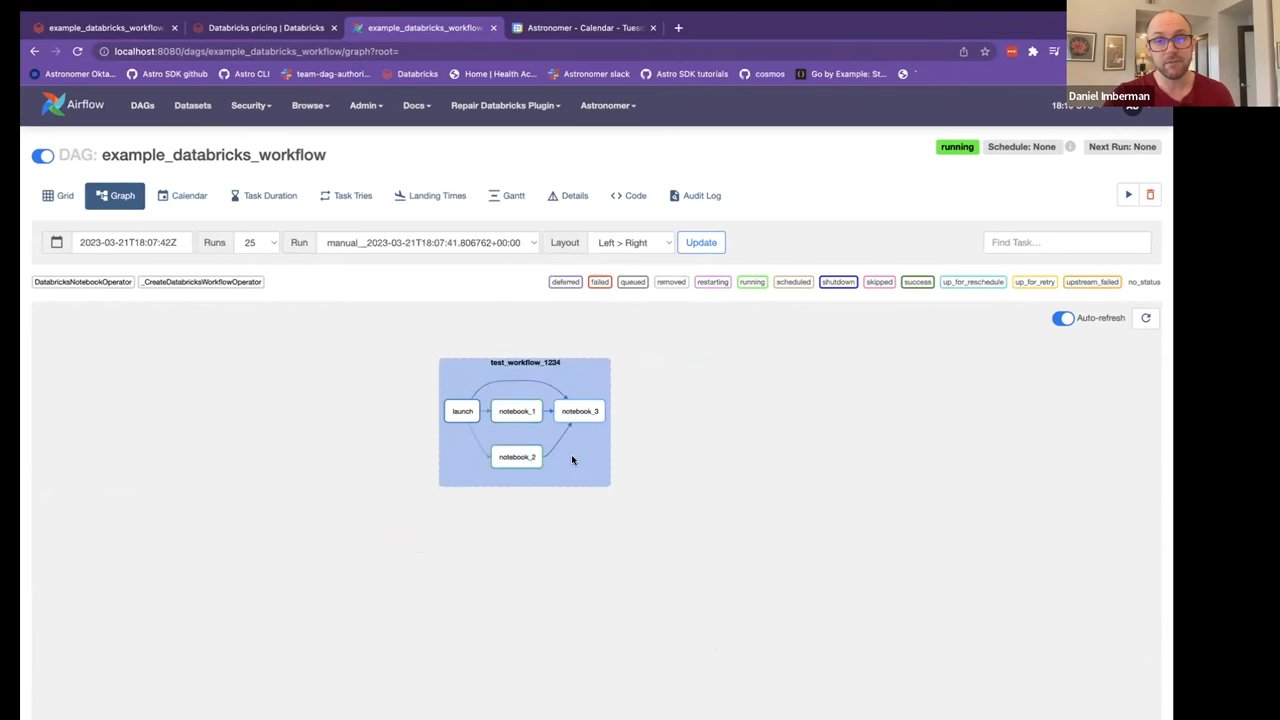 example_databricks_workflow
Databricks pricing | Databricks
example_databricks_workflow
Astronomer - Calendar - Tuesd
localhost:8080/dags/example_databricks_workflow/graph?root=
Astronomer Okta...
Astro SDK github
Astro CLI
team-dag-authori...
Databricks
Home | Health Ac...
Astronomer slack
Astro SDK tutorials
cosmos
Go by Example: St...
Daniel Imberman
Airflow
DAGs
Datasets
Security
Browse
Admin
Docs
Repair Databricks Plugin
Astronomer
DAG: example_databricks_workflow
running
Schedule: None
Next Run: None
Grid
Graph
Calendar
Task Duration
Task Tries
Landing Times
Gantt
Details
Code
Audit Log
2023-03-21T18:07:42Z
Runs
25
Run
manual__2023-03-21T18:07:41.806762+00:00
Layout
Left > Right
Update
Find Task...
DatabricksNotebookOperator
_CreateDatabricksWorkflowOperator
deferred
failed
queued
removed
restarting
running
scheduled
shutdown
skipped
success
up_for_reschedule
up_for_retry
upstream_failed
no_status
Auto-refresh
test_workflow_1234
launch
notebook_1
notebook_3
notebook_2